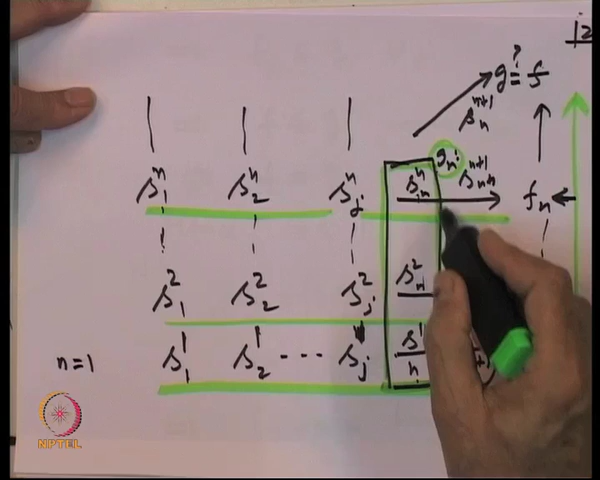 j≥
g ?= f
s_n^{n+1}
g_n
s_1^n s_2^n s_j^n s_n^n s_{n+1}^{n+1} f_n
s_1^2 s_2^2 s_j^2 s_n^2
n=1 s_1^1 s_2^1 --- s_j^1 s_n^1
NPTEL